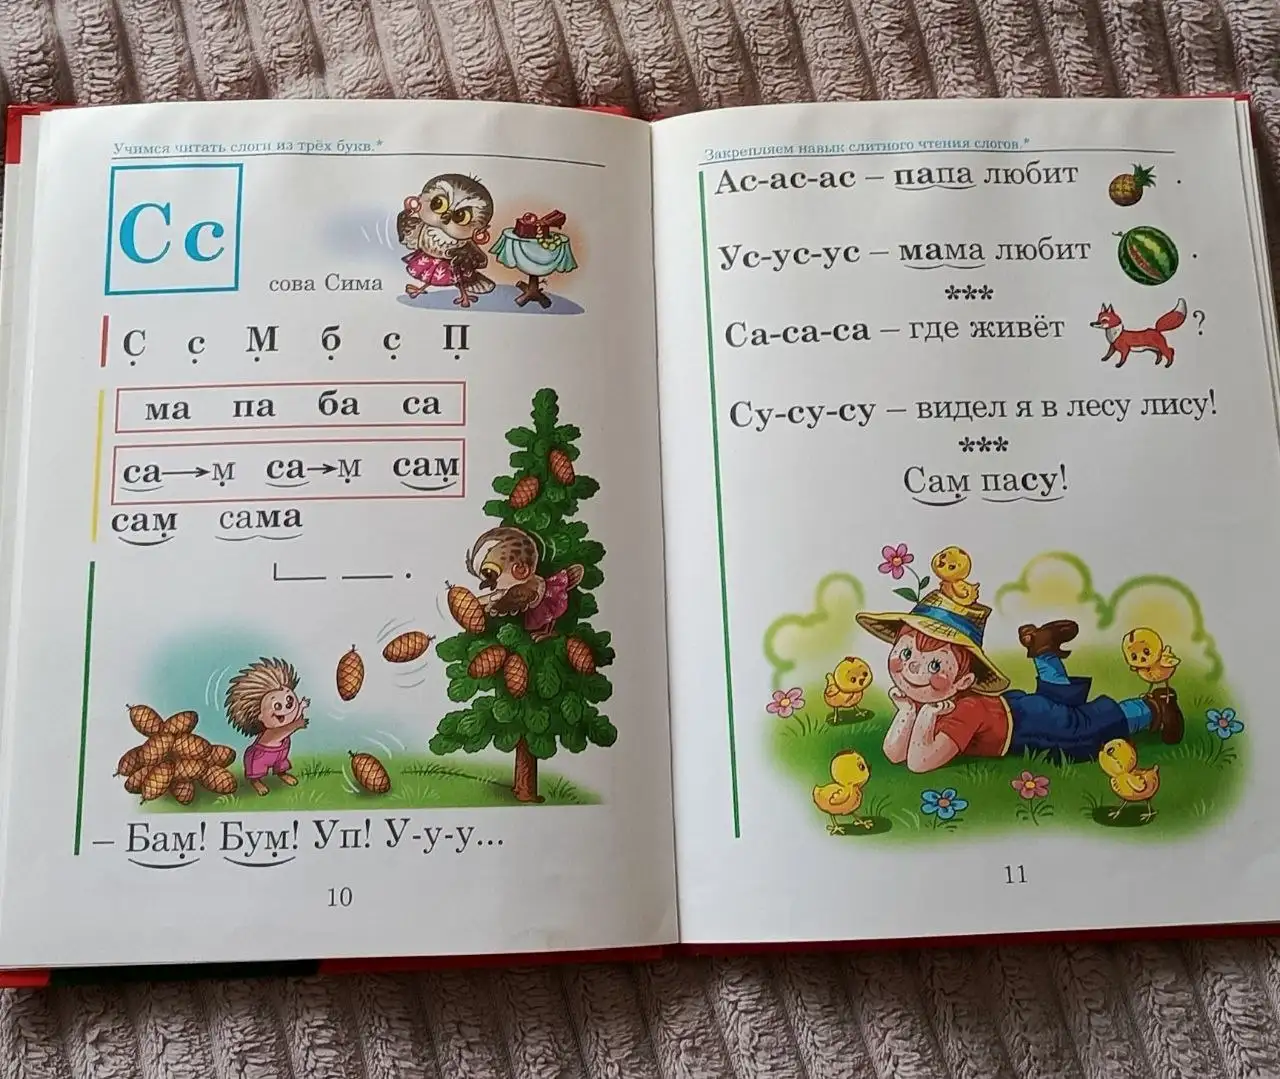 Учимся читать слоги из трёх букв.*
С с
сова Сима
С с М б с П
ма па ба са
са→м са→м сам
сам сама
– Бам! Бум! Уп! У-у-у...
10
Закрепляем навык слитного чтения слогов.*
Ас-ас-ас – папа любит .
Ус-ус-ус – мама любит .
***
Са-са-са – где живёт ?
Су-су-су – видел я в лесу лису!
***
Сам пасу!
11